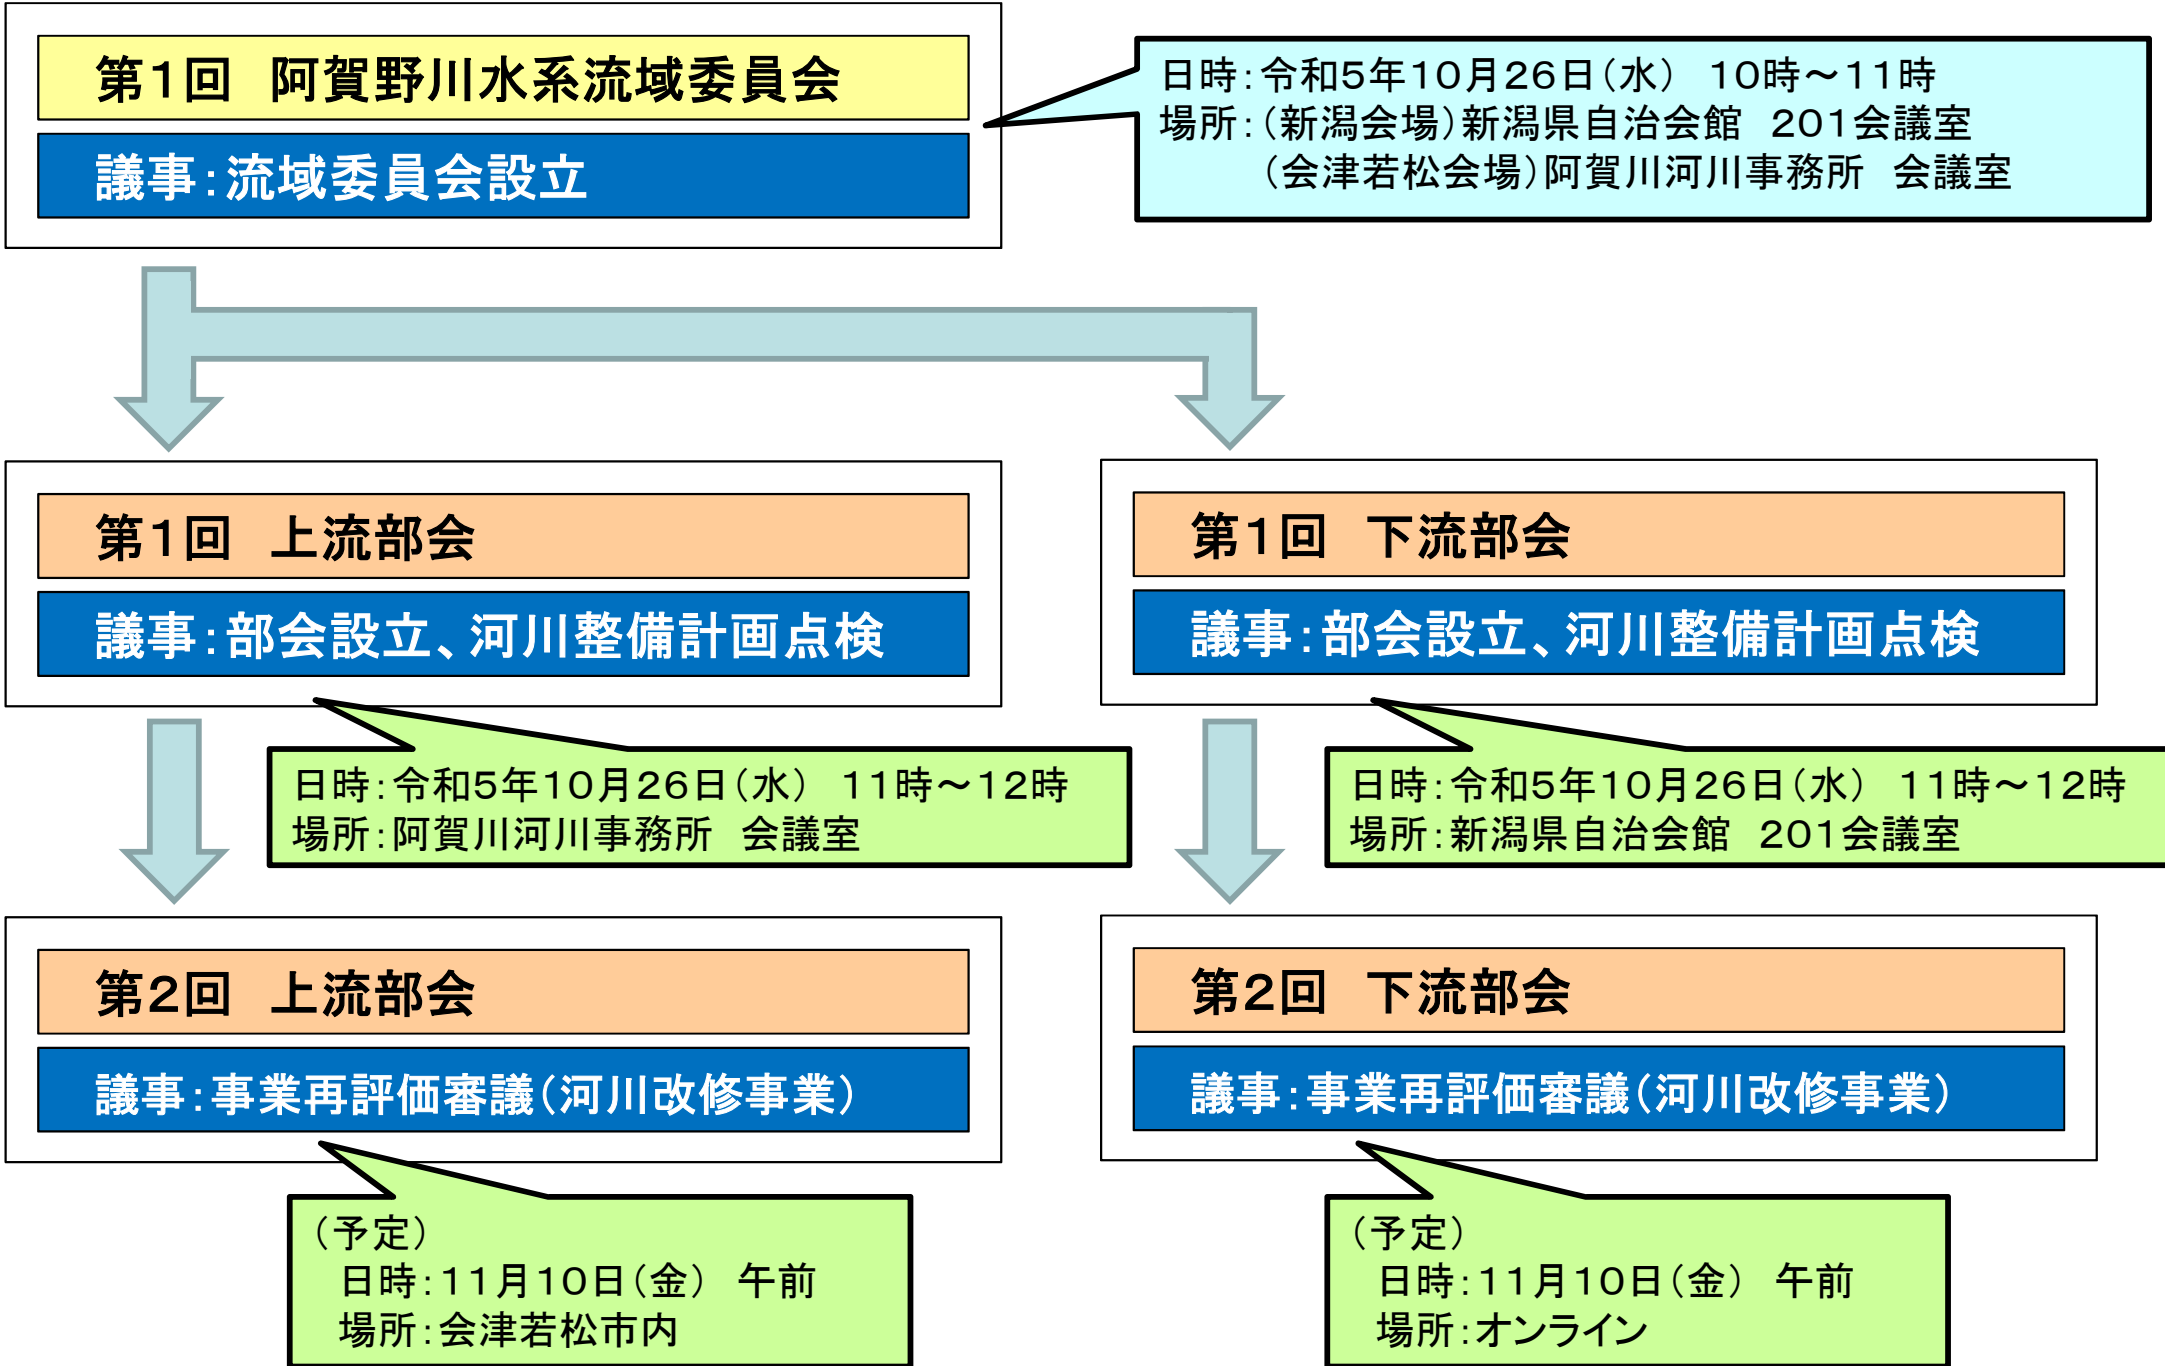 第1回　阿賀野川水系流域委員会
議事：流域委員会設立
日時：令和5年10月26日（水）　10時～11時
場所：（新潟会場）新潟県自治会館　201会議室
（会津若松会場）阿賀川河川事務所　会議室
第1回　上流部会
議事：部会設立、河川整備計画点検
日時：令和5年10月26日（水）　11時～12時
場所：阿賀川河川事務所　会議室
第1回　下流部会
議事：部会設立、河川整備計画点検
日時：令和5年10月26日（水）　11時～12時
場所：新潟県自治会館　201会議室
第2回　上流部会
議事：事業再評価審議（河川改修事業）
（予定）
日時：11月10日（金）　午前
場所：会津若松市内
第2回　下流部会
議事：事業再評価審議（河川改修事業）
（予定）
日時：11月10日（金）　午前
場所：オンライン